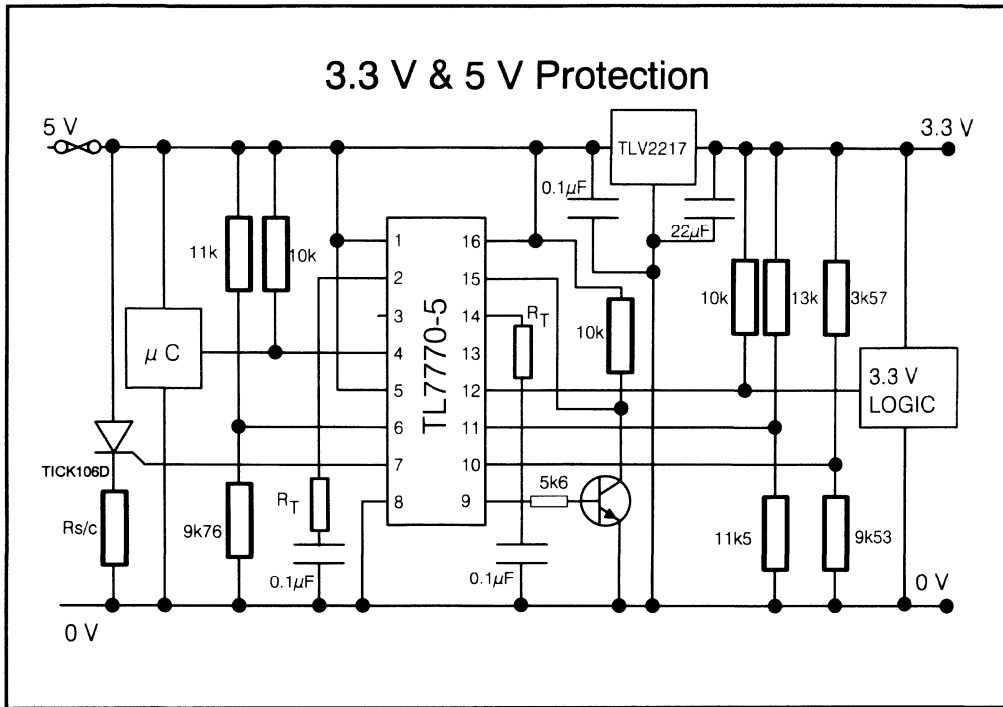 3.3 V & 5 V Protection
5 V
3.3 V
TLV2217
0.1µF
22µF
11k
10k
1
2
3
4
5
6
7
8
TL7770-5
16
15
14
13
12
11
10
9
RT
10k
10k
13k
3k57
µ C
3.3 V
LOGIC
TICK106D
Rs/c
9k76
RT
0.1µF
5k6
0.1µF
11k5
9k53
0 V
0 V